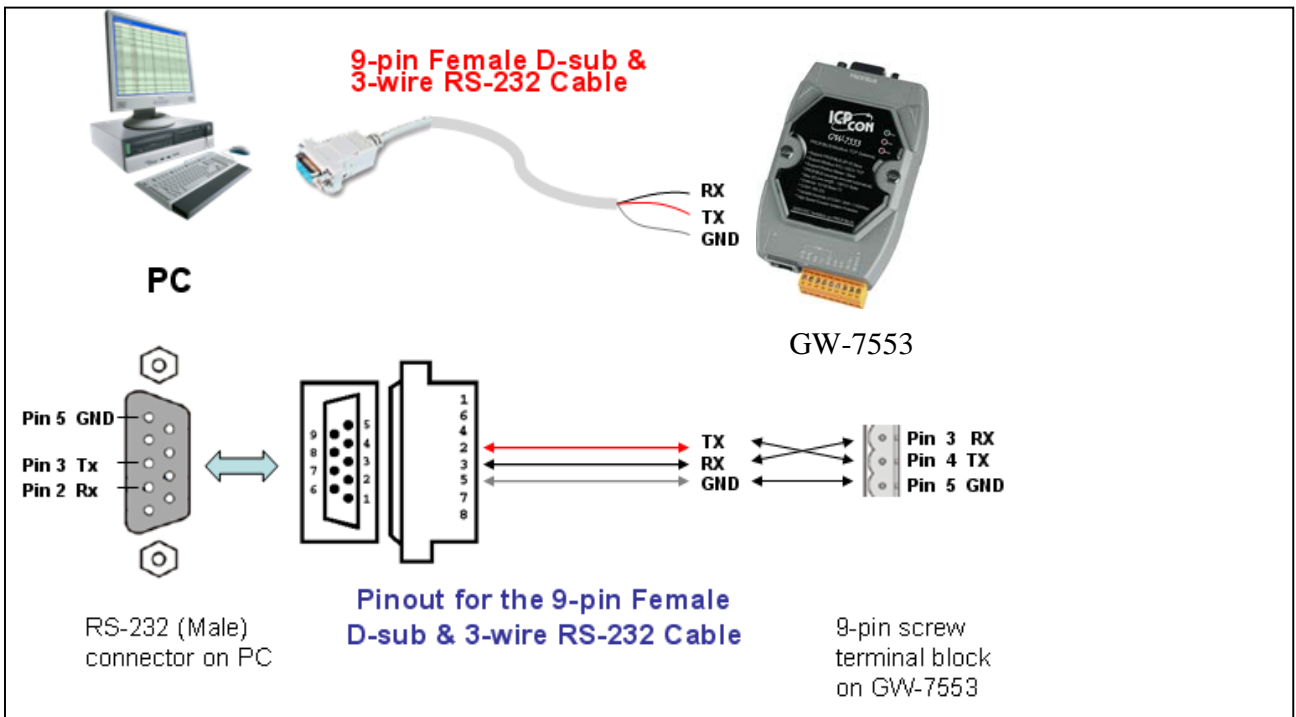 9-pin Female D-sub &
3-wire RS-232 Cable
RX
TX
GND
ICP
CON
GW-7553
PC
GW-7553
Pin 5 GND
Pin 3 Tx
Pin 2 Rx
9
8
7
6
5
4
3
2
1
1
6
4
2
3
5
7
8
TX
RX
GND
Pin 3 RX
Pin 4 TX
Pin 5 GND
Pinout for the 9-pin Female
D-sub & 3-wire RS-232 Cable
RS-232 (Male)
connector on PC
9-pin screw
terminal block
on GW-7553